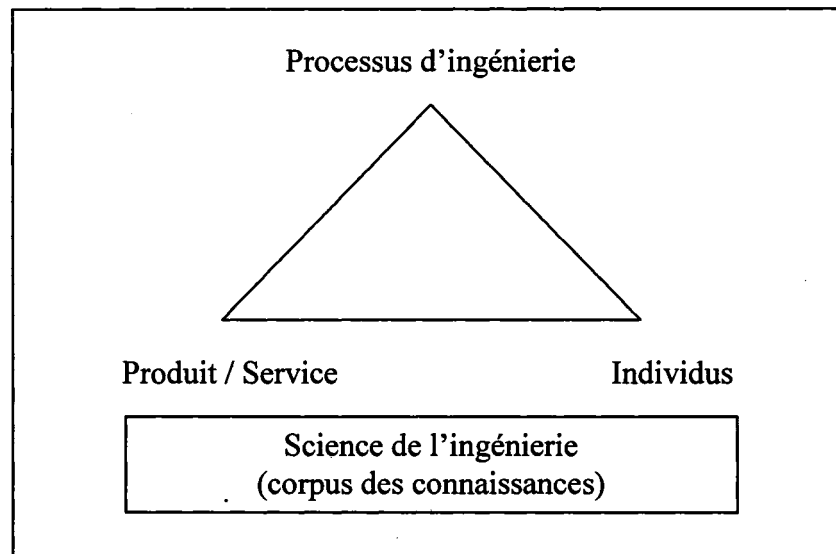 Processus d'ingénierie
Produit / Service
Individus
Science de l'ingénierie
(corpus des connaissances)